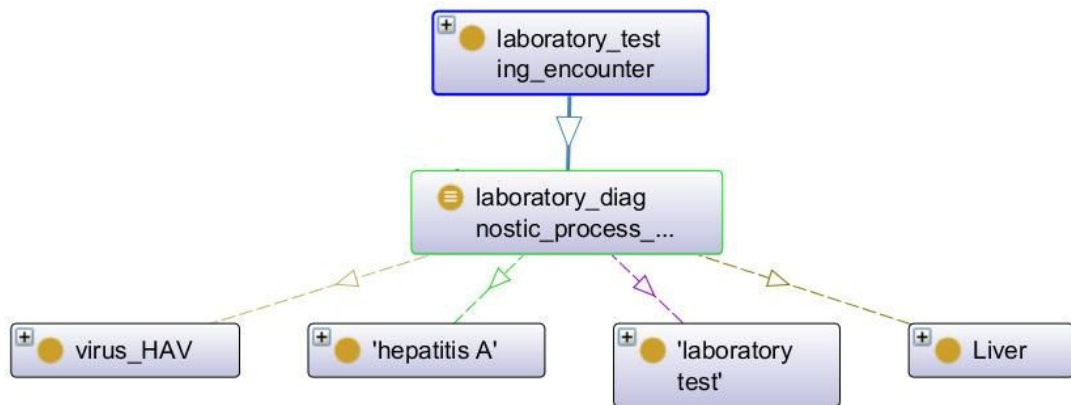 laboratory_test
ing_encounter
laboratory_diag
nostic_process_...
virus_HAV
'hepatitis A'
'laboratory
test'
Liver